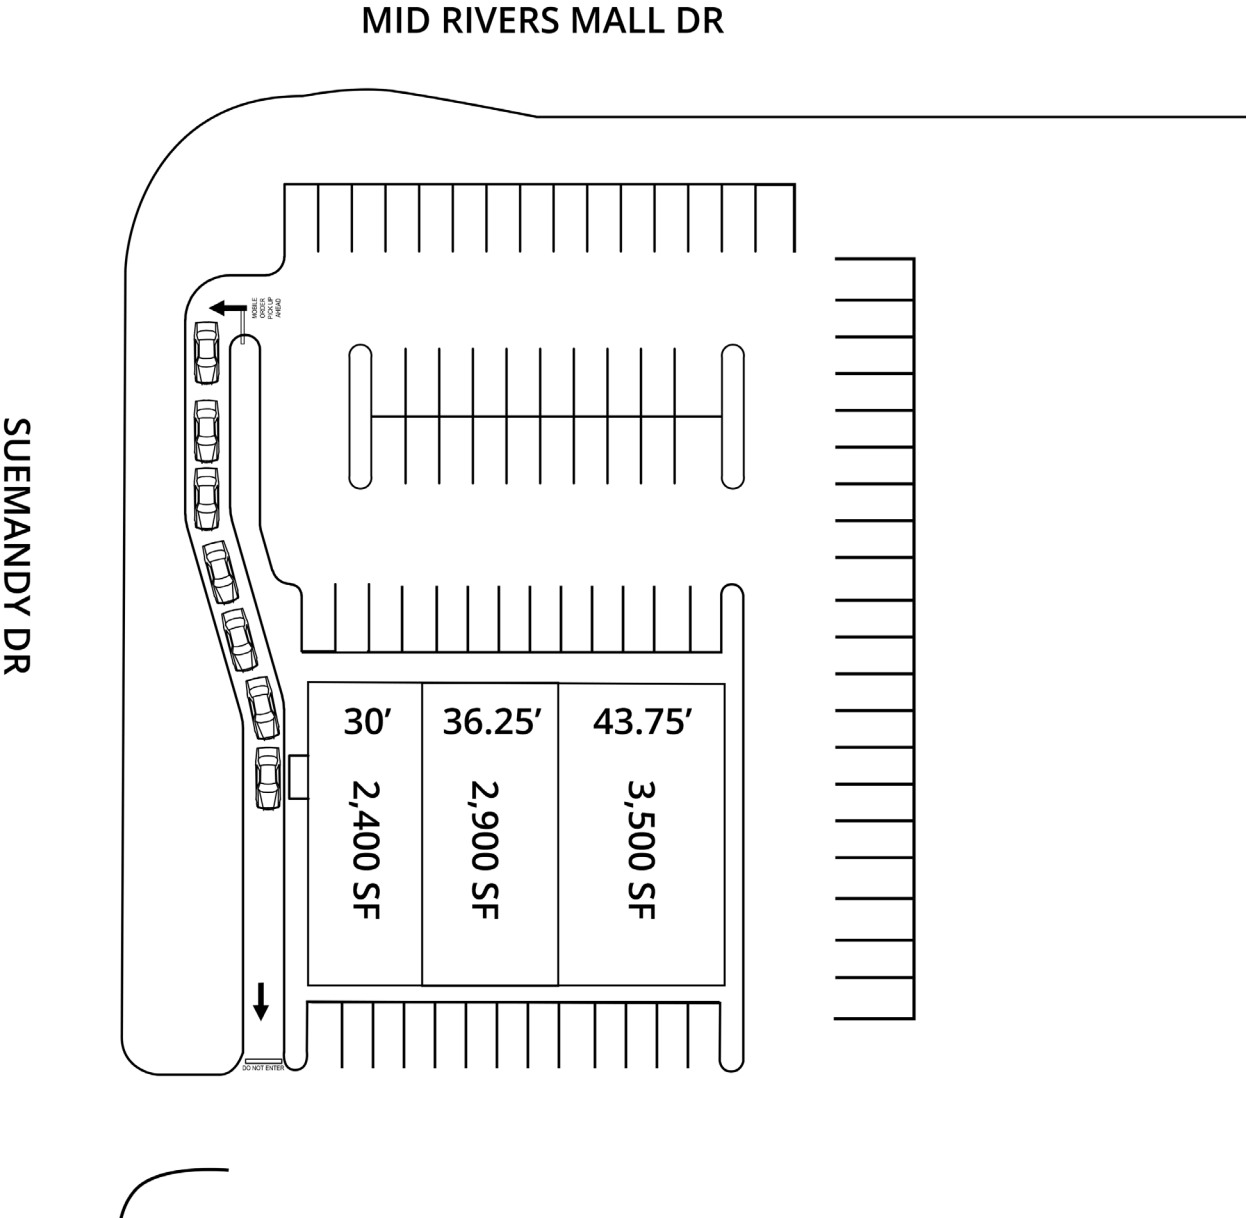 MID RIVERS MALL DR
MOBILE
ORDER
PICK UP
AHEAD
SUEMANDY DR
30’
36.25’
43.75’
2,400 SF
2,900 SF
3,500 SF
DO NOT ENTER